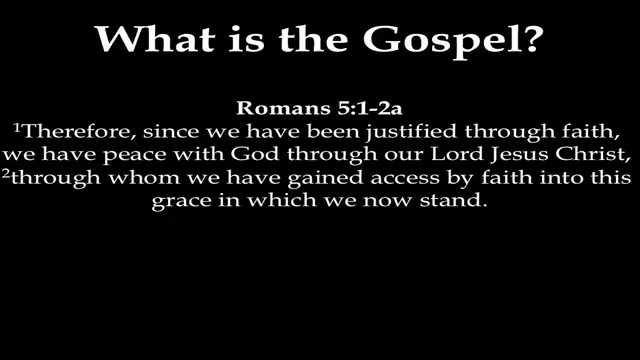 What is the Gospel?
Romans 5:1-2a
¹Therefore, since we have been justified through faith,
we have peace with God through our Lord Jesus Christ,
²through whom we have gained access by faith into this
grace in which we now stand.